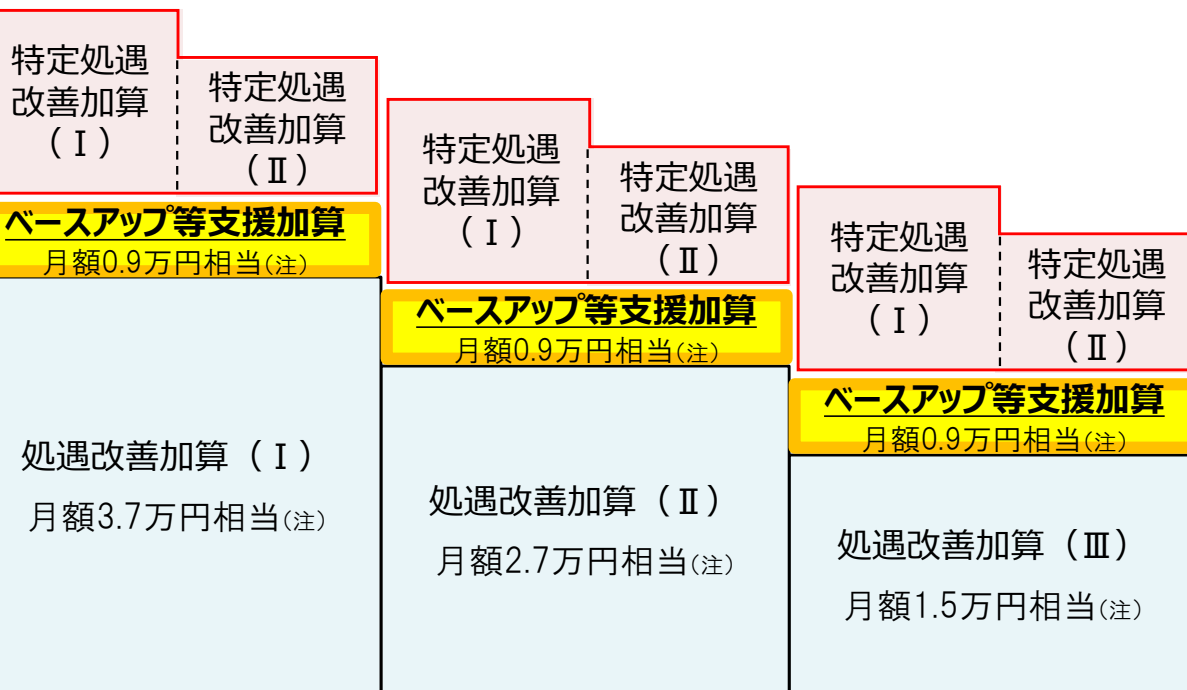 特定処遇
改善加算
（Ⅰ）
特定処遇
改善加算
（Ⅱ）
ベースアップ等支援加算
月額0.9万円相当(注)
処遇改善加算（Ⅰ）
月額3.7万円相当(注)
特定処遇
改善加算
（Ⅰ）
特定処遇
改善加算
（Ⅱ）
ベースアップ等支援加算
月額0.9万円相当(注)
処遇改善加算（Ⅱ）
月額2.7万円相当(注)
特定処遇
改善加算
（Ⅰ）
特定処遇
改善加算
（Ⅱ）
ベースアップ等支援加算
月額0.9万円相当(注)
処遇改善加算（Ⅲ）
月額1.5万円相当(注)